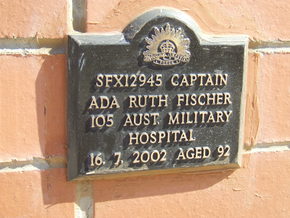 SFX12945 CAPTAIN
ADA RUTH FISCHER
105 AUST. MILITARY
HOSPITAL
16. 7. 2002 AGED 92